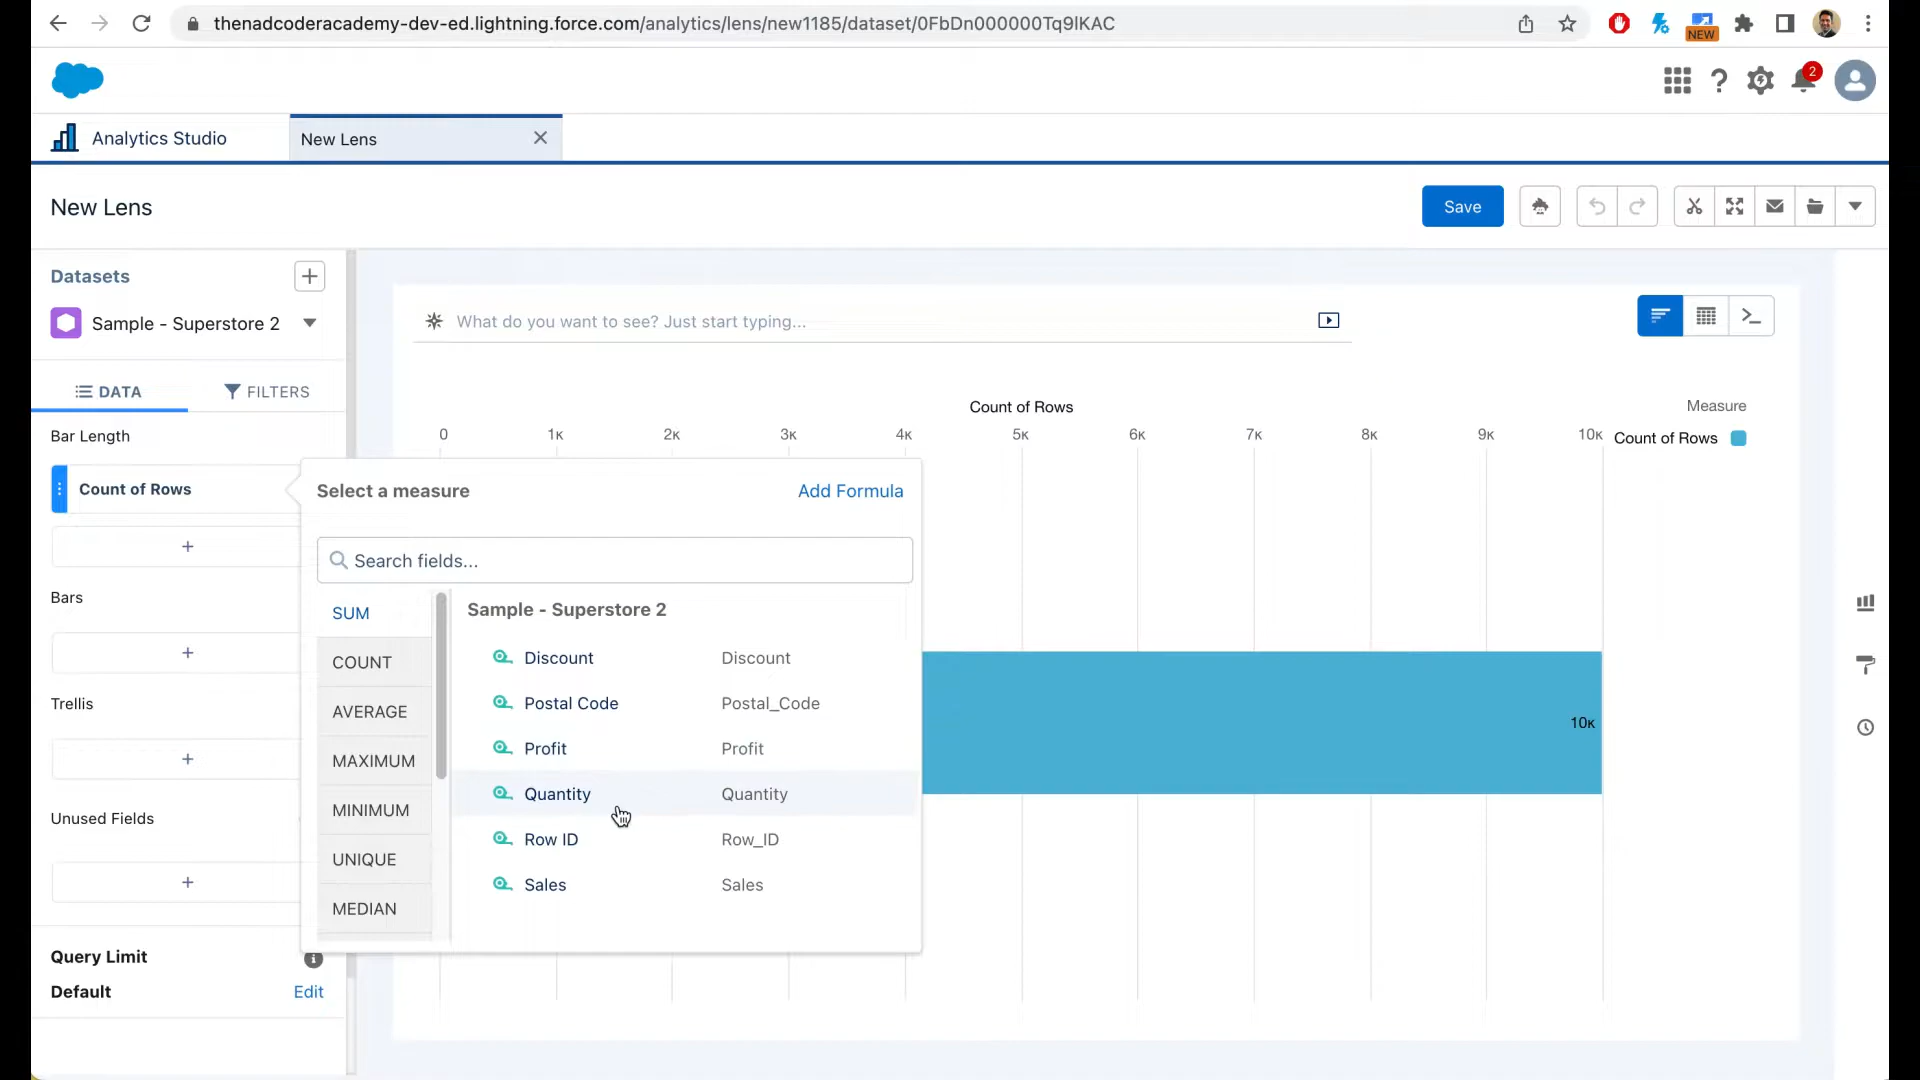 thenadcoderacademy-dev-ed.lightning.force.com/analytics/lens/new1185/dataset/0FbDn000000Tq9lKAC
NEW
2
Analytics Studio
New Lens
New Lens
Save
Datasets
Sample - Superstore 2
What do you want to see? Just start typing...
DATA
FILTERS
Count of Rows
Measure
Bar Length
0 1K 2K 3K 4K 5K 6K 7K 8K 9K 10K
Count of Rows
Count of Rows
Select a measure
Add Formula
Search fields...
Bars
SUM
Sample - Superstore 2
COUNT
Discount Discount
Trellis
Postal Code Postal_Code
AVERAGE
10K
Profit Profit
MAXIMUM
Quantity Quantity
MINIMUM
Unused Fields
Row ID Row_ID
UNIQUE
Sales Sales
MEDIAN
Query Limit
Default
Edit